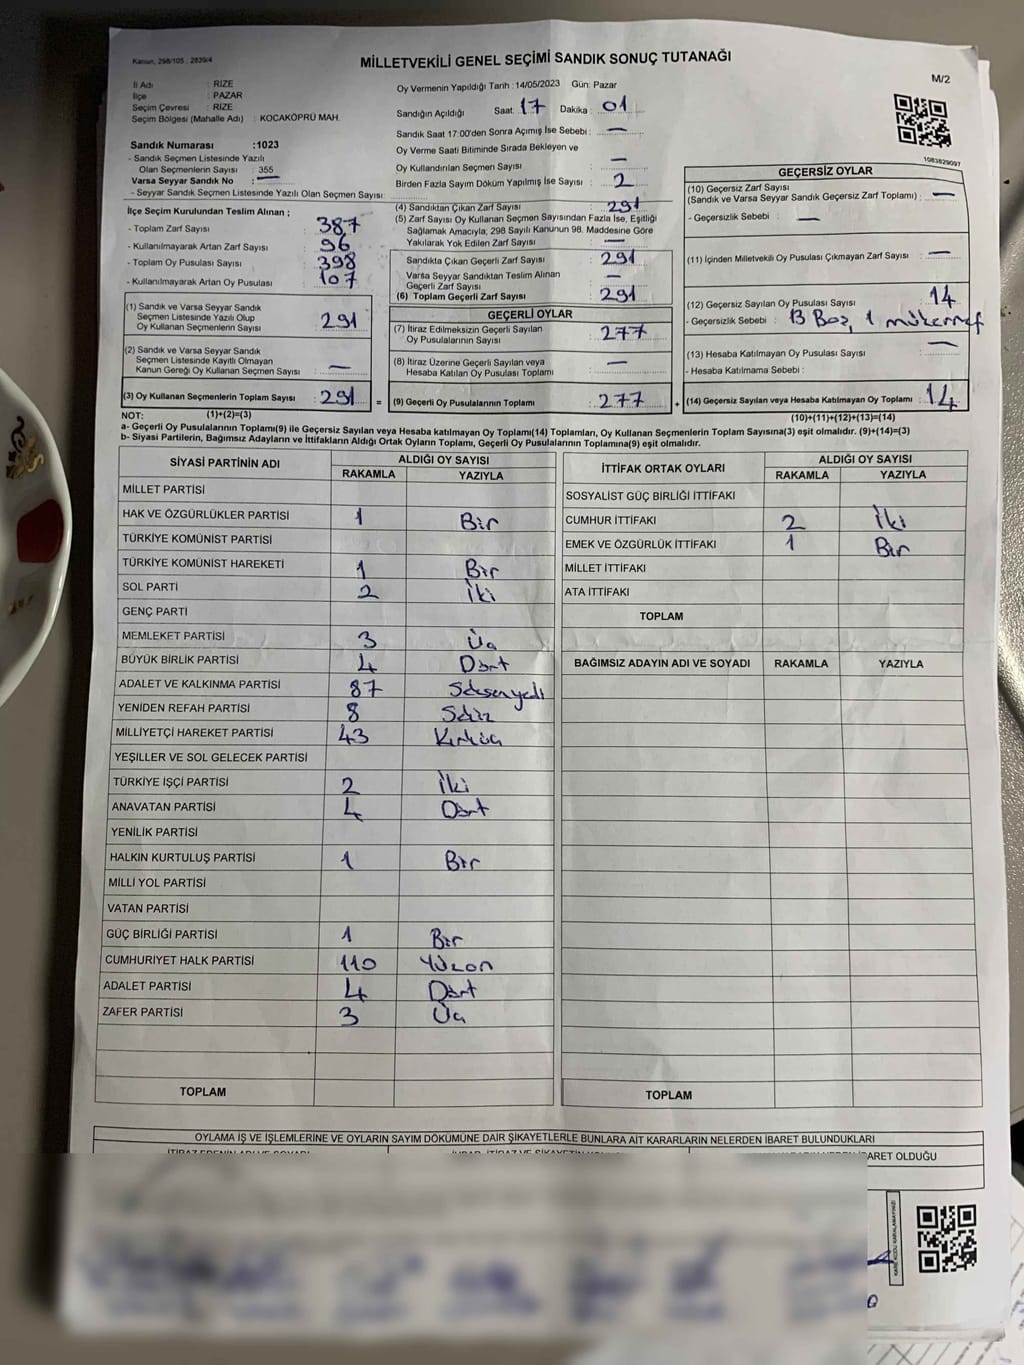 Kanun, 298/105 : 2839/4
MİLLETVEKİLİ GENEL SEÇİMİ SANDIK SONUÇ TUTANAĞI
M/2
İl Adı : RİZE
İlçe : PAZAR
Seçim Çevresi : RİZE
Seçim Bölgesi (Mahalle Adı) : KOCAKÖPRÜ MAH.
Sandık Numarası :1023
- Sandık Seçmen Listesinde Yazılı
Olan Seçmenlerin Sayısı : 355
Varsa Seyyar Sandık No : —
- Seyyar Sandık Seçmen Listesinde Yazılı Olan Seçmen Sayısı:
Oy Vermenin Yapıldığı Tarih : 14/05/2023 Gün: Pazar
Sandığın Açıldığı Saat: 17 Dakika : 01
Sandık Saat 17:00'den Sonra Açılmış İse Sebebi : —
Oy Verme Saati Bitiminde Sırada Bekleyen ve
Oy Kullandırılan Seçmen Sayısı : —
Birden Fazla Sayım Döküm Yapılmış İse Sayısı : 2
1083829097
İlçe Seçim Kurulundan Teslim Alınan ;
- Toplam Zarf Sayısı : 387
- Kullanılmayarak Artan Zarf Sayısı : 96
- Toplam Oy Pusulası Sayısı : 398
- Kullanılmayarak Artan Oy Pusulası : 107
(4) Sandıktan Çıkan Zarf Sayısı : 291
(5) Zarf Sayısı Oy Kullanan Seçmen Sayısından Fazla İse, Eşitliği
Sağlamak Amacıyla, 298 Sayılı Kanunun 98. Maddesine Göre
Yakılarak Yok Edilen Zarf Sayısı : —
Sandıkta Çıkan Geçerli Zarf Sayısı : 291
Varsa Seyyar Sandıktan Teslim Alınan
Geçerli Zarf Sayısı : —
(6) Toplam Geçerli Zarf Sayısı : 291
GEÇERSİZ OYLAR
(10) Geçersiz Zarf Sayısı
(Sandık ve Varsa Seyyar Sandık Geçersiz Zarf Toplamı) : —
- Geçersizlik Sebebi : —
(11) İçinden Milletvekili Oy Pusulası Çıkmayan Zarf Sayısı : —
(12) Geçersiz Sayılan Oy Pusulası Sayısı : 14
- Geçersizlik Sebebi : 13 Boş, 1 mükerrer
(13) Hesaba Katılmayan Oy Pusulası Sayısı : —
- Hesaba Katılmama Sebebi :
(14) Geçersiz Sayılan veya Hesaba Katılmayan Oy Toplamı : 14
(10)+(11)+(12)+(13)=(14)
(1) Sandık ve Varsa Seyyar Sandık
Seçmen Listesinde Yazılı Olup
Oy Kullanan Seçmenlerin Sayısı : 291
(2) Sandık ve Varsa Seyyar Sandık
Seçmen Listesinde Kayıtlı Olmayan
Kanun Gereği Oy Kullanan Seçmen Sayısı : —
(3) Oy Kullanan Seçmenlerin Toplam Sayısı : 291 =
(1)+(2)=(3)
GEÇERLİ OYLAR
(7) İtiraz Edilmeksizin Geçerli Sayılan
Oy Pusulalarının Sayısı : 277
(8) İtiraz Üzerine Geçerli Sayılan veya
Hesaba Katılan Oy Pusulası Toplamı : —
(9) Geçerli Oy Pusulalarının Toplamı : 277 +
NOT:
a- Geçerli Oy Pusulalarının Toplamı(9) ile Geçersiz Sayılan veya Hesaba katılmayan Oy Toplamı(14) Toplamları, Oy Kullanan Seçmenlerin Toplam Sayısına(3) eşit olmalıdır. (9)+(14)=(3)
b- Siyasi Partilerin, Bağımsız Adayların ve İttifakların Aldığı Ortak Oyların Toplamı, Geçerli Oy Pusulalarının Toplamına(9) eşit olmalıdır.
SİYASİ PARTİNİN ADI ALDIĞI OY SAYISI
RAKAMLA YAZIYLA
MİLLET PARTİSİ
HAK VE ÖZGÜRLÜKLER PARTİSİ 1 Bir
TÜRKİYE KOMÜNİST PARTİSİ
TÜRKİYE KOMÜNİST HAREKETİ 1 Bir
SOL PARTİ 2 İki
GENÇ PARTİ
MEMLEKET PARTİSİ 3 Üç
BÜYÜK BİRLİK PARTİSİ 4 Dört
ADALET VE KALKINMA PARTİSİ 87 Seksenyedi
YENİDEN REFAH PARTİSİ 8 Sekiz
MİLLİYETÇİ HAREKET PARTİSİ 43 Kırküç
YEŞİLLER VE SOL GELECEK PARTİSİ
TÜRKİYE İŞÇİ PARTİSİ 2 İki
ANAVATAN PARTİSİ 4 Dört
YENİLİK PARTİSİ
HALKIN KURTULUŞ PARTİSİ 1 Bir
MİLLİ YOL PARTİSİ
VATAN PARTİSİ
GÜÇ BİRLİĞİ PARTİSİ 1 Bir
CUMHURİYET HALK PARTİSİ 110 Yüzon
ADALET PARTİSİ 4 Dört
ZAFER PARTİSİ 3 Üç
TOPLAM
İTTİFAK ORTAK OYLARI ALDIĞI OY SAYISI
RAKAMLA YAZIYLA
SOSYALİST GÜÇ BİRLİĞİ İTTİFAKI
CUMHUR İTTİFAKI 2 İki
EMEK VE ÖZGÜRLÜK İTTİFAKI 1 Bir
MİLLET İTTİFAKI
ATA İTTİFAKI
TOPLAM
BAĞIMSIZ ADAYIN ADI VE SOYADI RAKAMLA YAZIYLA
TOPLAM
OYLAMA İŞ VE İŞLEMLERİNE VE OYLARIN SAYIM DÖKÜMÜNE DAİR ŞİKAYETLERLE BUNLARA AİT KARARLARIN NELERDEN İBARET BULUNDUKLARI
İBARET OLDUĞU